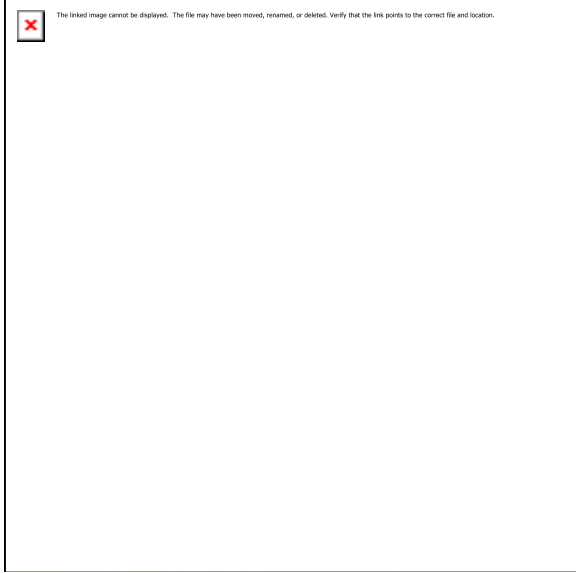 The linked image cannot be displayed.  The file may have been moved, renamed, or deleted. Verify that the link points to the correct file and location.